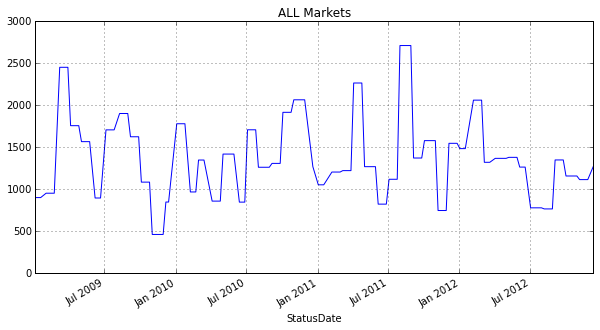 ALL Markets
3000
2500
2000
1500
1000
500
0
Jul 2009
Jan 2010
Jul 2010
Jan 2011
Jul 2011
Jan 2012
Jul 2012
StatusDate